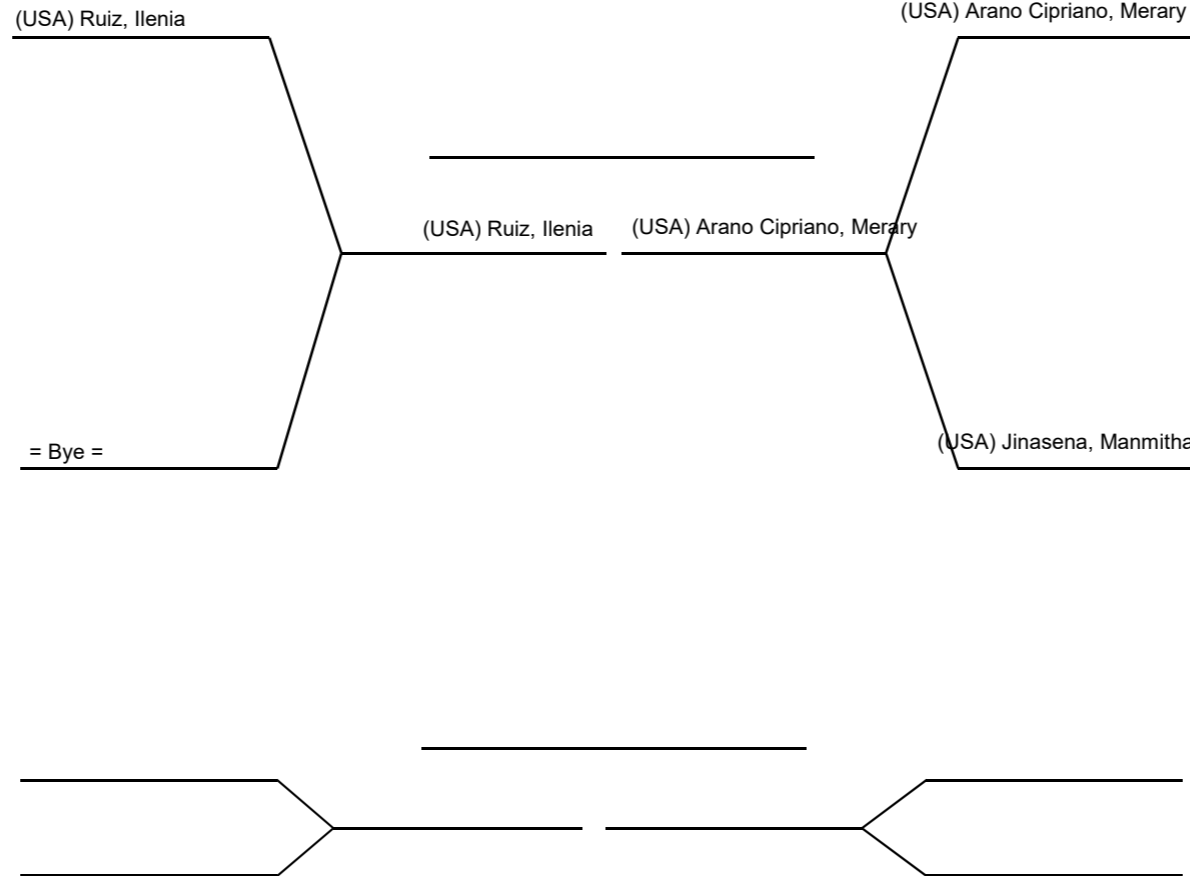 (USA) Ruiz, Ilenia
(USA) Arano Cipriano, Merary
(USA) Ruiz, Ilenia
(USA) Arano Cipriano, Merary
= Bye =
(USA) Jinasena, Manmitha